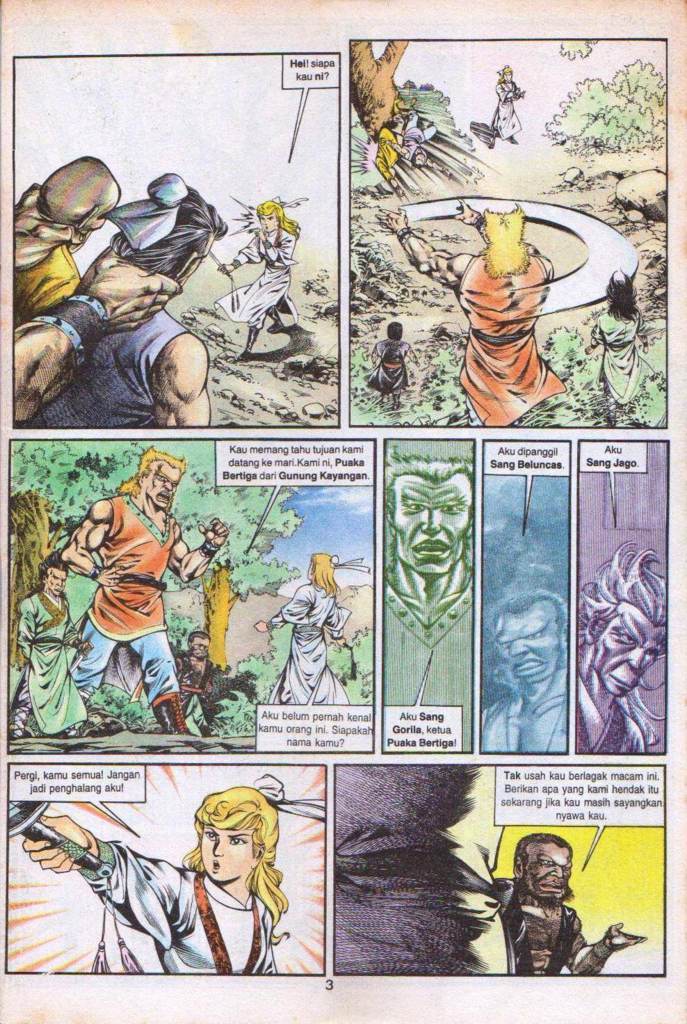 Hei! siapa
kau ni?
Kau memang tahu tujuan kami
datang ke mari.Kami ni, Puaka
Bertiga dari Gunung Kayangan.
Aku belum pernah kenal
kamu orang ini. Siapakah
nama kamu?
Aku Sang
Gorila, ketua
Puaka Bertiga!
Aku dipanggil
Sang Beluncas.
Aku
Sang Jago.
Pergi, kamu semua! Jangan
jadi penghalang aku!
Tak usah kau berlagak macam ini.
Berikan apa yang kami hendak itu
sekarang jika kau masih sayangkan
nyawa kau.
3